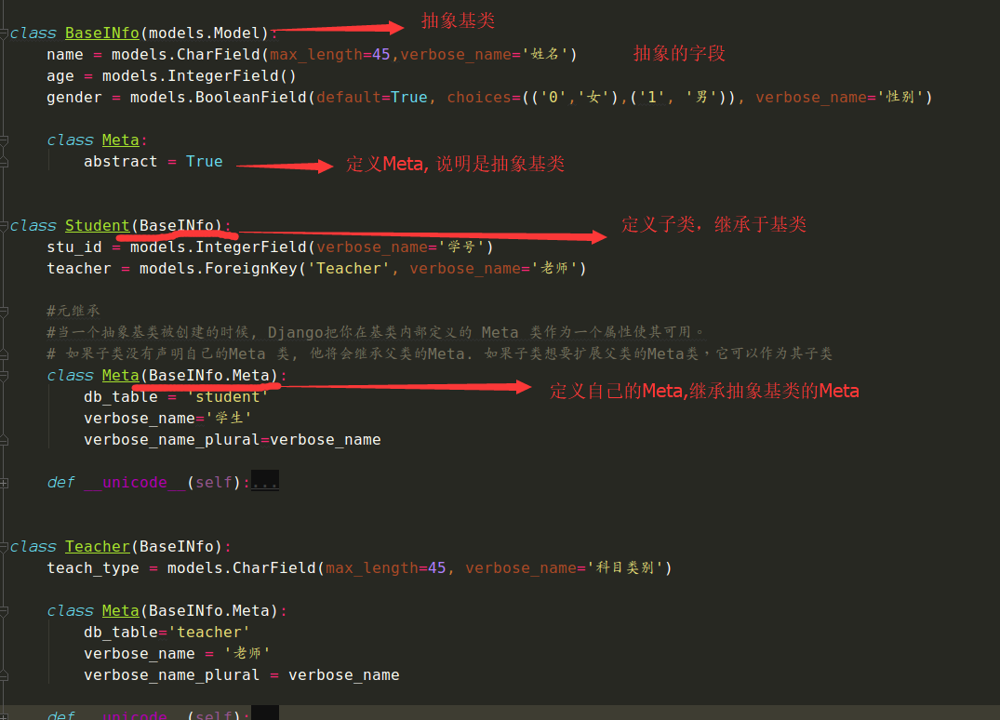 class BaseINfo(models.Model): 抽象基类
name = models.CharField(max_length=45,verbose_name='姓名') 抽象的字段
age = models.IntegerField()
gender = models.BooleanField(default=True, choices=(('0','女'),('1', '男')), verbose_name='性别')
class Meta:
abstract = True 定义Meta, 说明是抽象基类
class Student(BaseINfo): 定义子类，继承于基类
stu_id = models.IntegerField(verbose_name='学号')
teacher = models.ForeignKey('Teacher', verbose_name='老师')
#元继承
#当一个抽象基类被创建的时候, Django把你在基类内部定义的 Meta 类作为一个属性使其可用。
# 如果子类没有声明自己的Meta 类, 他将会继承父类的Meta. 如果子类想要扩展父类的Meta类，它可以作为其子类
class Meta(BaseINfo.Meta): 定义自己的Meta,继承抽象基类的Meta
db_table = 'student'
verbose_name='学生'
verbose_name_plural=verbose_name
def __unicode__(self):...
class Teacher(BaseINfo):
teach_type = models.CharField(max_length=45, verbose_name='科目类别')
class Meta(BaseINfo.Meta):
db_table='teacher'
verbose_name = '老师'
verbose_name_plural = verbose_name
def __unicode__(self):